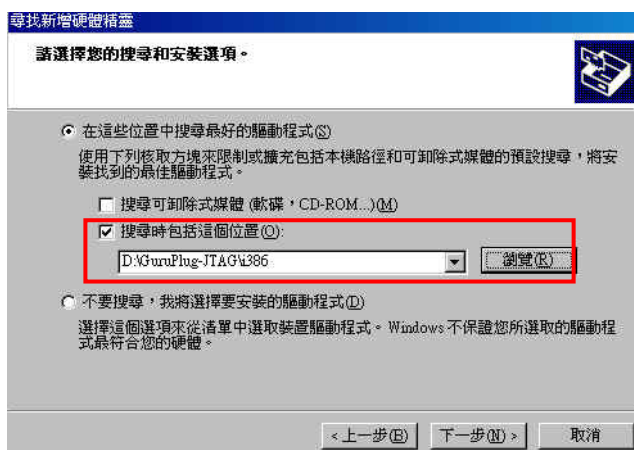 尋找新增硬體精靈
請選擇您的搜尋和安裝選項。
在這些位置中搜尋最好的驅動程式(S)
使用下列核取方塊來限制或擴充包括本機路徑和可卸除式媒體的預設搜尋，將安
裝找到的最佳驅動程式。
搜尋可卸除式媒體 (軟碟，CD-ROM...)(M)
搜尋時包括這個位置(O):
D:\GuruPlug-JTAG\i386
瀏覽(R)
不要搜尋，我將選擇要安裝的驅動程式(D)
選擇這個選項來從清單中選取裝置驅動程式。Windows 不保證您所選取的驅動程
式最符合您的硬體。
<上一步(B) 下一步(N)> 取消